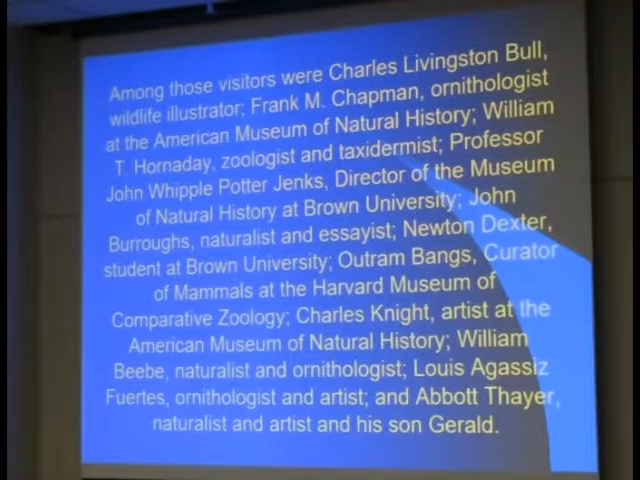 Among those visitors were Charles Livingston Bull,
wildlife illustrator; Frank M. Chapman, ornithologist
at the American Museum of Natural History; William
T. Hornaday, zoologist and taxidermist; Professor
John Whipple Potter Jenks, Director of the Museum
of Natural History at Brown University; John
Burroughs, naturalist and essayist; Newton Dexter,
student at Brown University; Outram Bangs, Curator
of Mammals at the Harvard Museum of
Comparative Zoology; Charles Knight, artist at the
American Museum of Natural History; William
Beebe, naturalist and ornithologist; Louis Agassiz
Fuertes, ornithologist and artist; and Abbott Thayer,
naturalist and artist and his son Gerald.